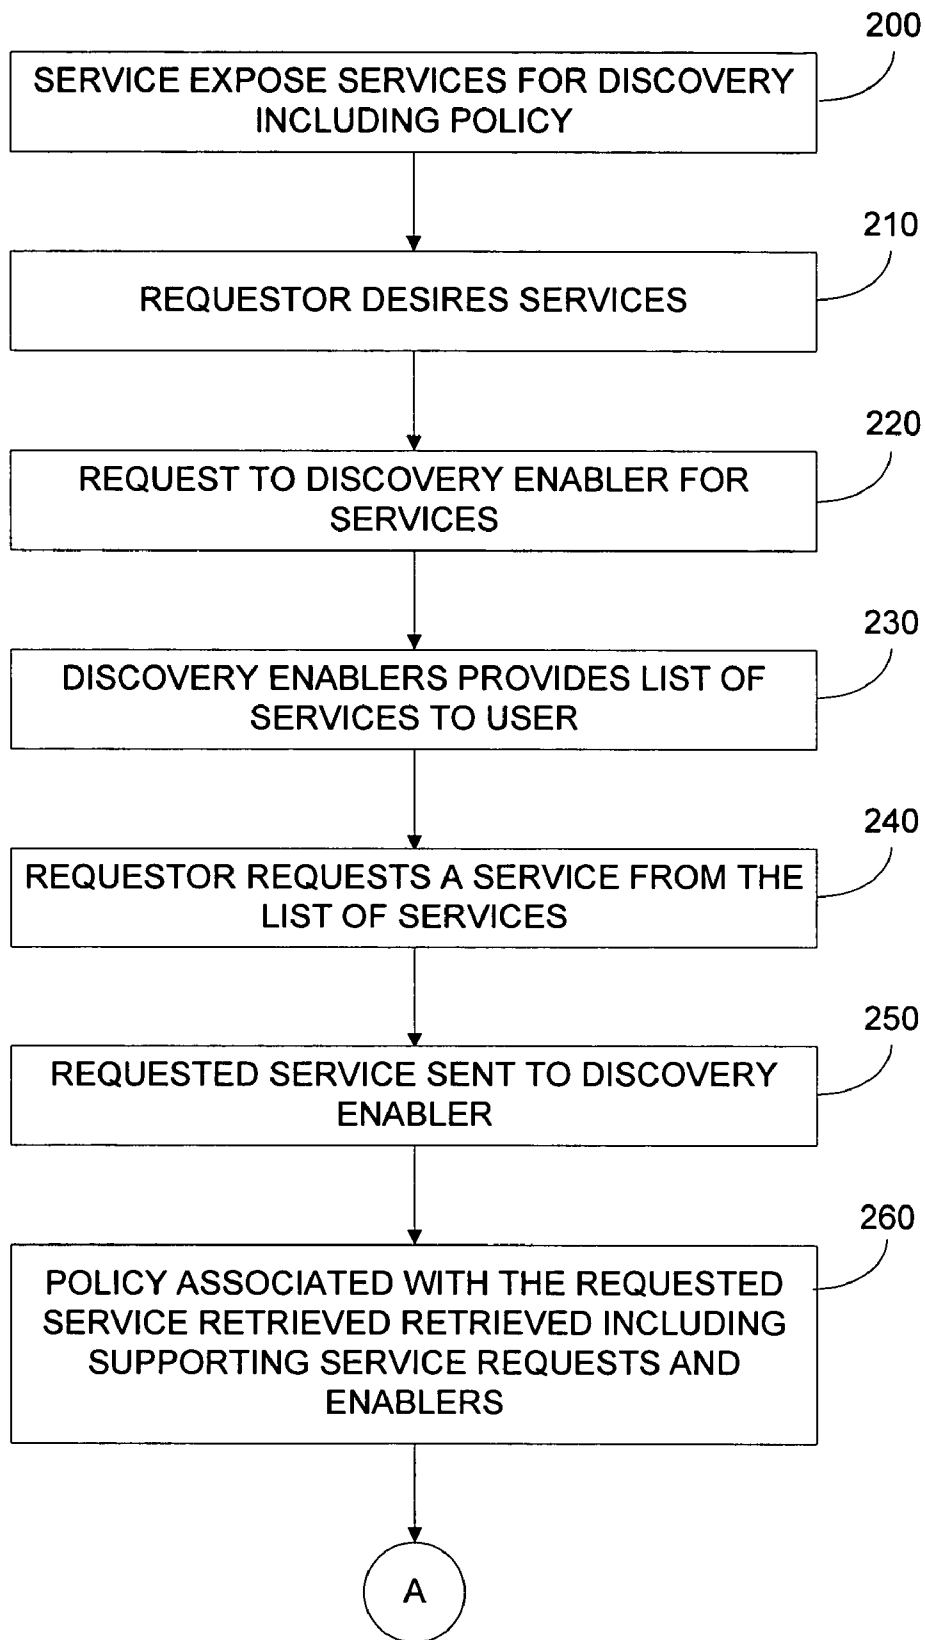 200
SERVICE EXPOSE SERVICES FOR DISCOVERY
INCLUDING POLICY
210
REQUESTOR DESIRES SERVICES
220
REQUEST TO DISCOVERY ENABLER FOR
SERVICES
230
DISCOVERY ENABLERS PROVIDES LIST OF
SERVICES TO USER
240
REQUESTOR REQUESTS A SERVICE FROM THE
LIST OF SERVICES
250
REQUESTED SERVICE SENT TO DISCOVERY
ENABLER
260
POLICY ASSOCIATED WITH THE REQUESTED
SERVICE RETRIEVED RETRIEVED INCLUDING
SUPPORTING SERVICE REQUESTS AND
ENABLERS
A